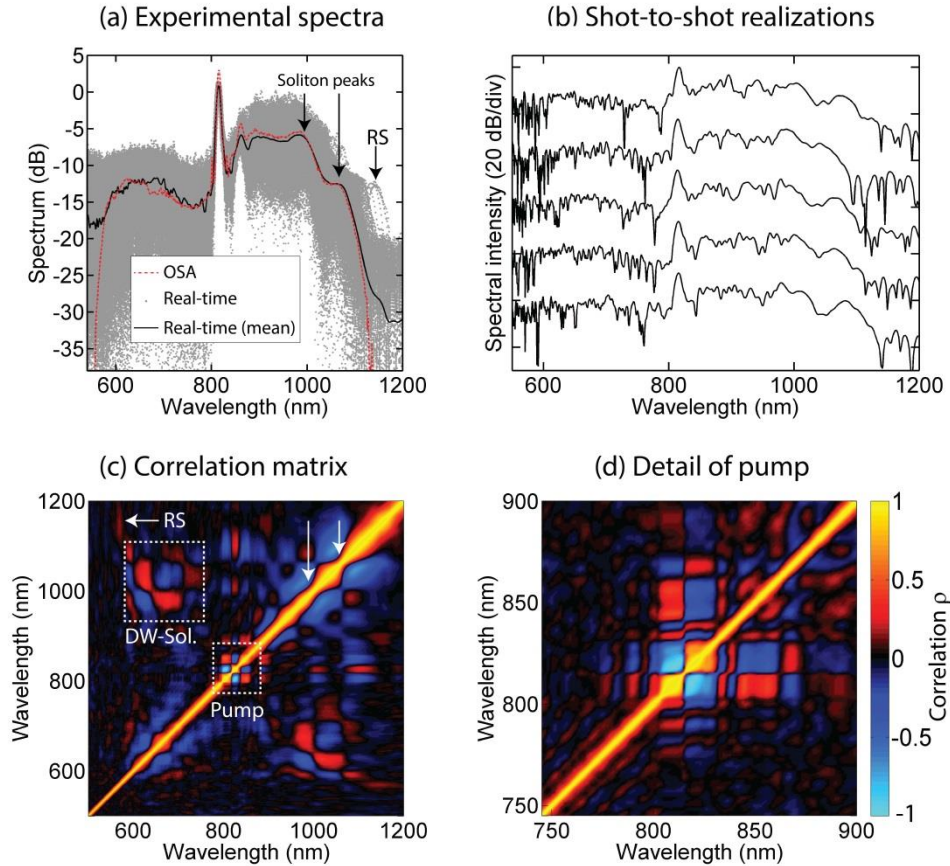 (a) Experimental spectra
5
0
-5
-10
-15
-20
-25
-30
-35
Spectrum (dB)
Soliton peaks
RS
OSA
Real-time
Real-time (mean)
600
800
1000
1200
Wavelength (nm)
(b) Shot-to-shot realizations
Spectral intensity (20 dB/div)
600
800
1000
1200
Wavelength (nm)
(c) Correlation matrix
1200
1000
800
600
Wavelength (nm)
RS
DW-Sol.
Pump
600
800
1000
1200
Wavelength (nm)
(d) Detail of pump
900
850
800
750
Wavelength (nm)
750
800
850
900
Wavelength (nm)
1
0.5
0
-0.5
-1
Correlation ρ